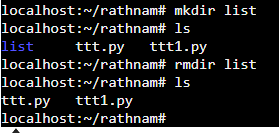 localhost:~/rathnam# mkdir list
localhost:~/rathnam# ls
list     ttt.py   ttt1.py
localhost:~/rathnam# rmdir list
localhost:~/rathnam# ls
ttt.py   ttt1.py
localhost:~/rathnam#